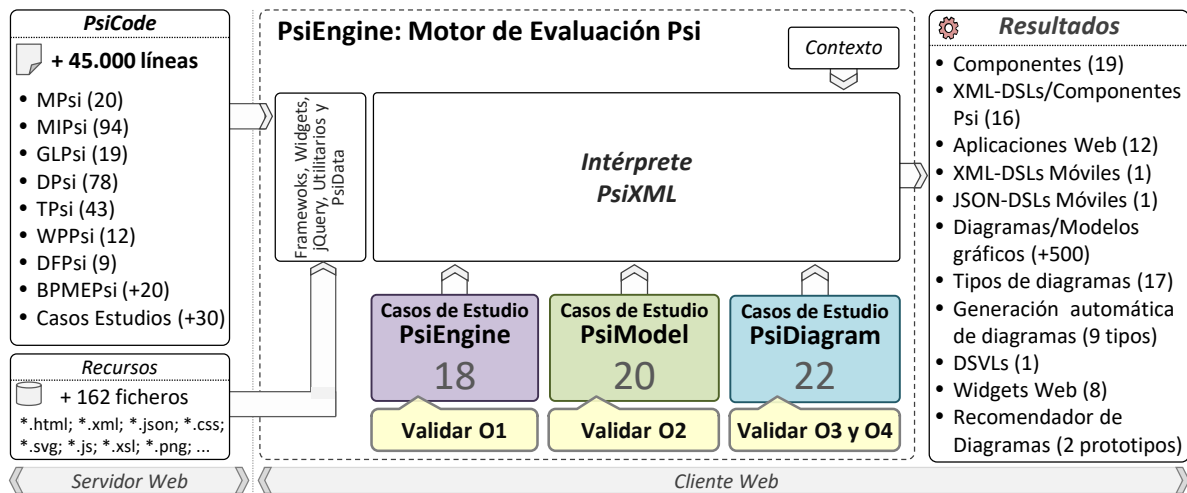 PsiCode
+ 45.000 líneas
• MPsi (20)
• MIPsi (94)
• GLPsi (19)
• DPsi (78)
• TPsi (43)
• WPPsi (12)
• DFPsi (9)
• BPMEPsi (+20)
• Casos Estudios (+30)
Recursos
+ 162 ficheros
*.html; *.xml; *.json; *.css;
*.svg; *.js; *.xsl; *.png; ...
Servidor Web
PsiEngine: Motor de Evaluación Psi
Contexto
Framewoks, Widgets,
jQuery, Utilitarios y
PsiData
Intérprete
PsiXML
Casos de Estudio
PsiEngine
18
Validar O1
Casos de Estudio
PsiModel
20
Validar O2
Casos de Estudio
PsiDiagram
22
Validar O3 y O4
Cliente Web
Resultados
• Componentes (19)
• XML-DSLs/Componentes
Psi (16)
• Aplicaciones Web (12)
• XML-DSLs Móviles (1)
• JSON-DSLs Móviles (1)
• Diagramas/Modelos
gráficos (+500)
• Tipos de diagramas (17)
• Generación automática
de diagramas (9 tipos)
• DSVLs (1)
• Widgets Web (8)
• Recomendador de
Diagramas (2 prototipos)